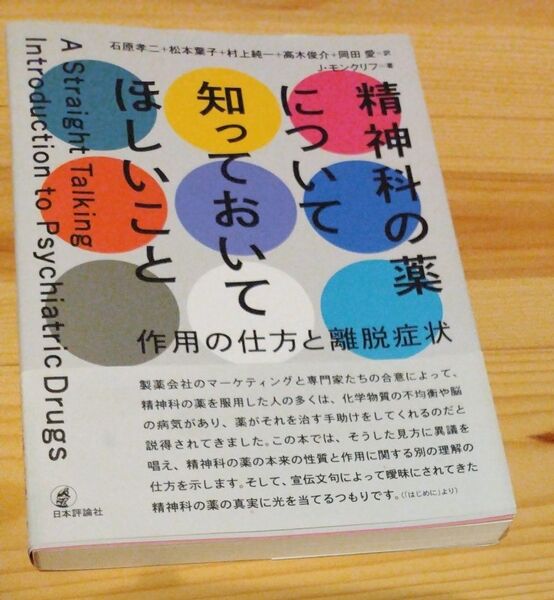 石原孝二+松本葉子+村上純一+高木俊介+岡田愛-訳
J・モンクリフ-著
精神科の薬
について
知っておいて
ほしいこと
作用の仕方と離脱症状
A Straight Talking
Introduction to Psychiatric Drugs
製薬会社のマーケティングと専門家たちの合意によって、
精神科の薬を服用した人の多くは、化学物質の不均衡や脳
の病気があり、薬がそれを治す手助けをしてくれるのだと
説得されてきました。この本では、そうした見方に異議を
唱え、精神科の薬の本来の性質と作用に関する別の理解の
仕方を示します。そして、宣伝文句によって曖昧にされてきた
精神科の薬の真実に光を当てるつもりです。(「はじめに」より)
日本評論社